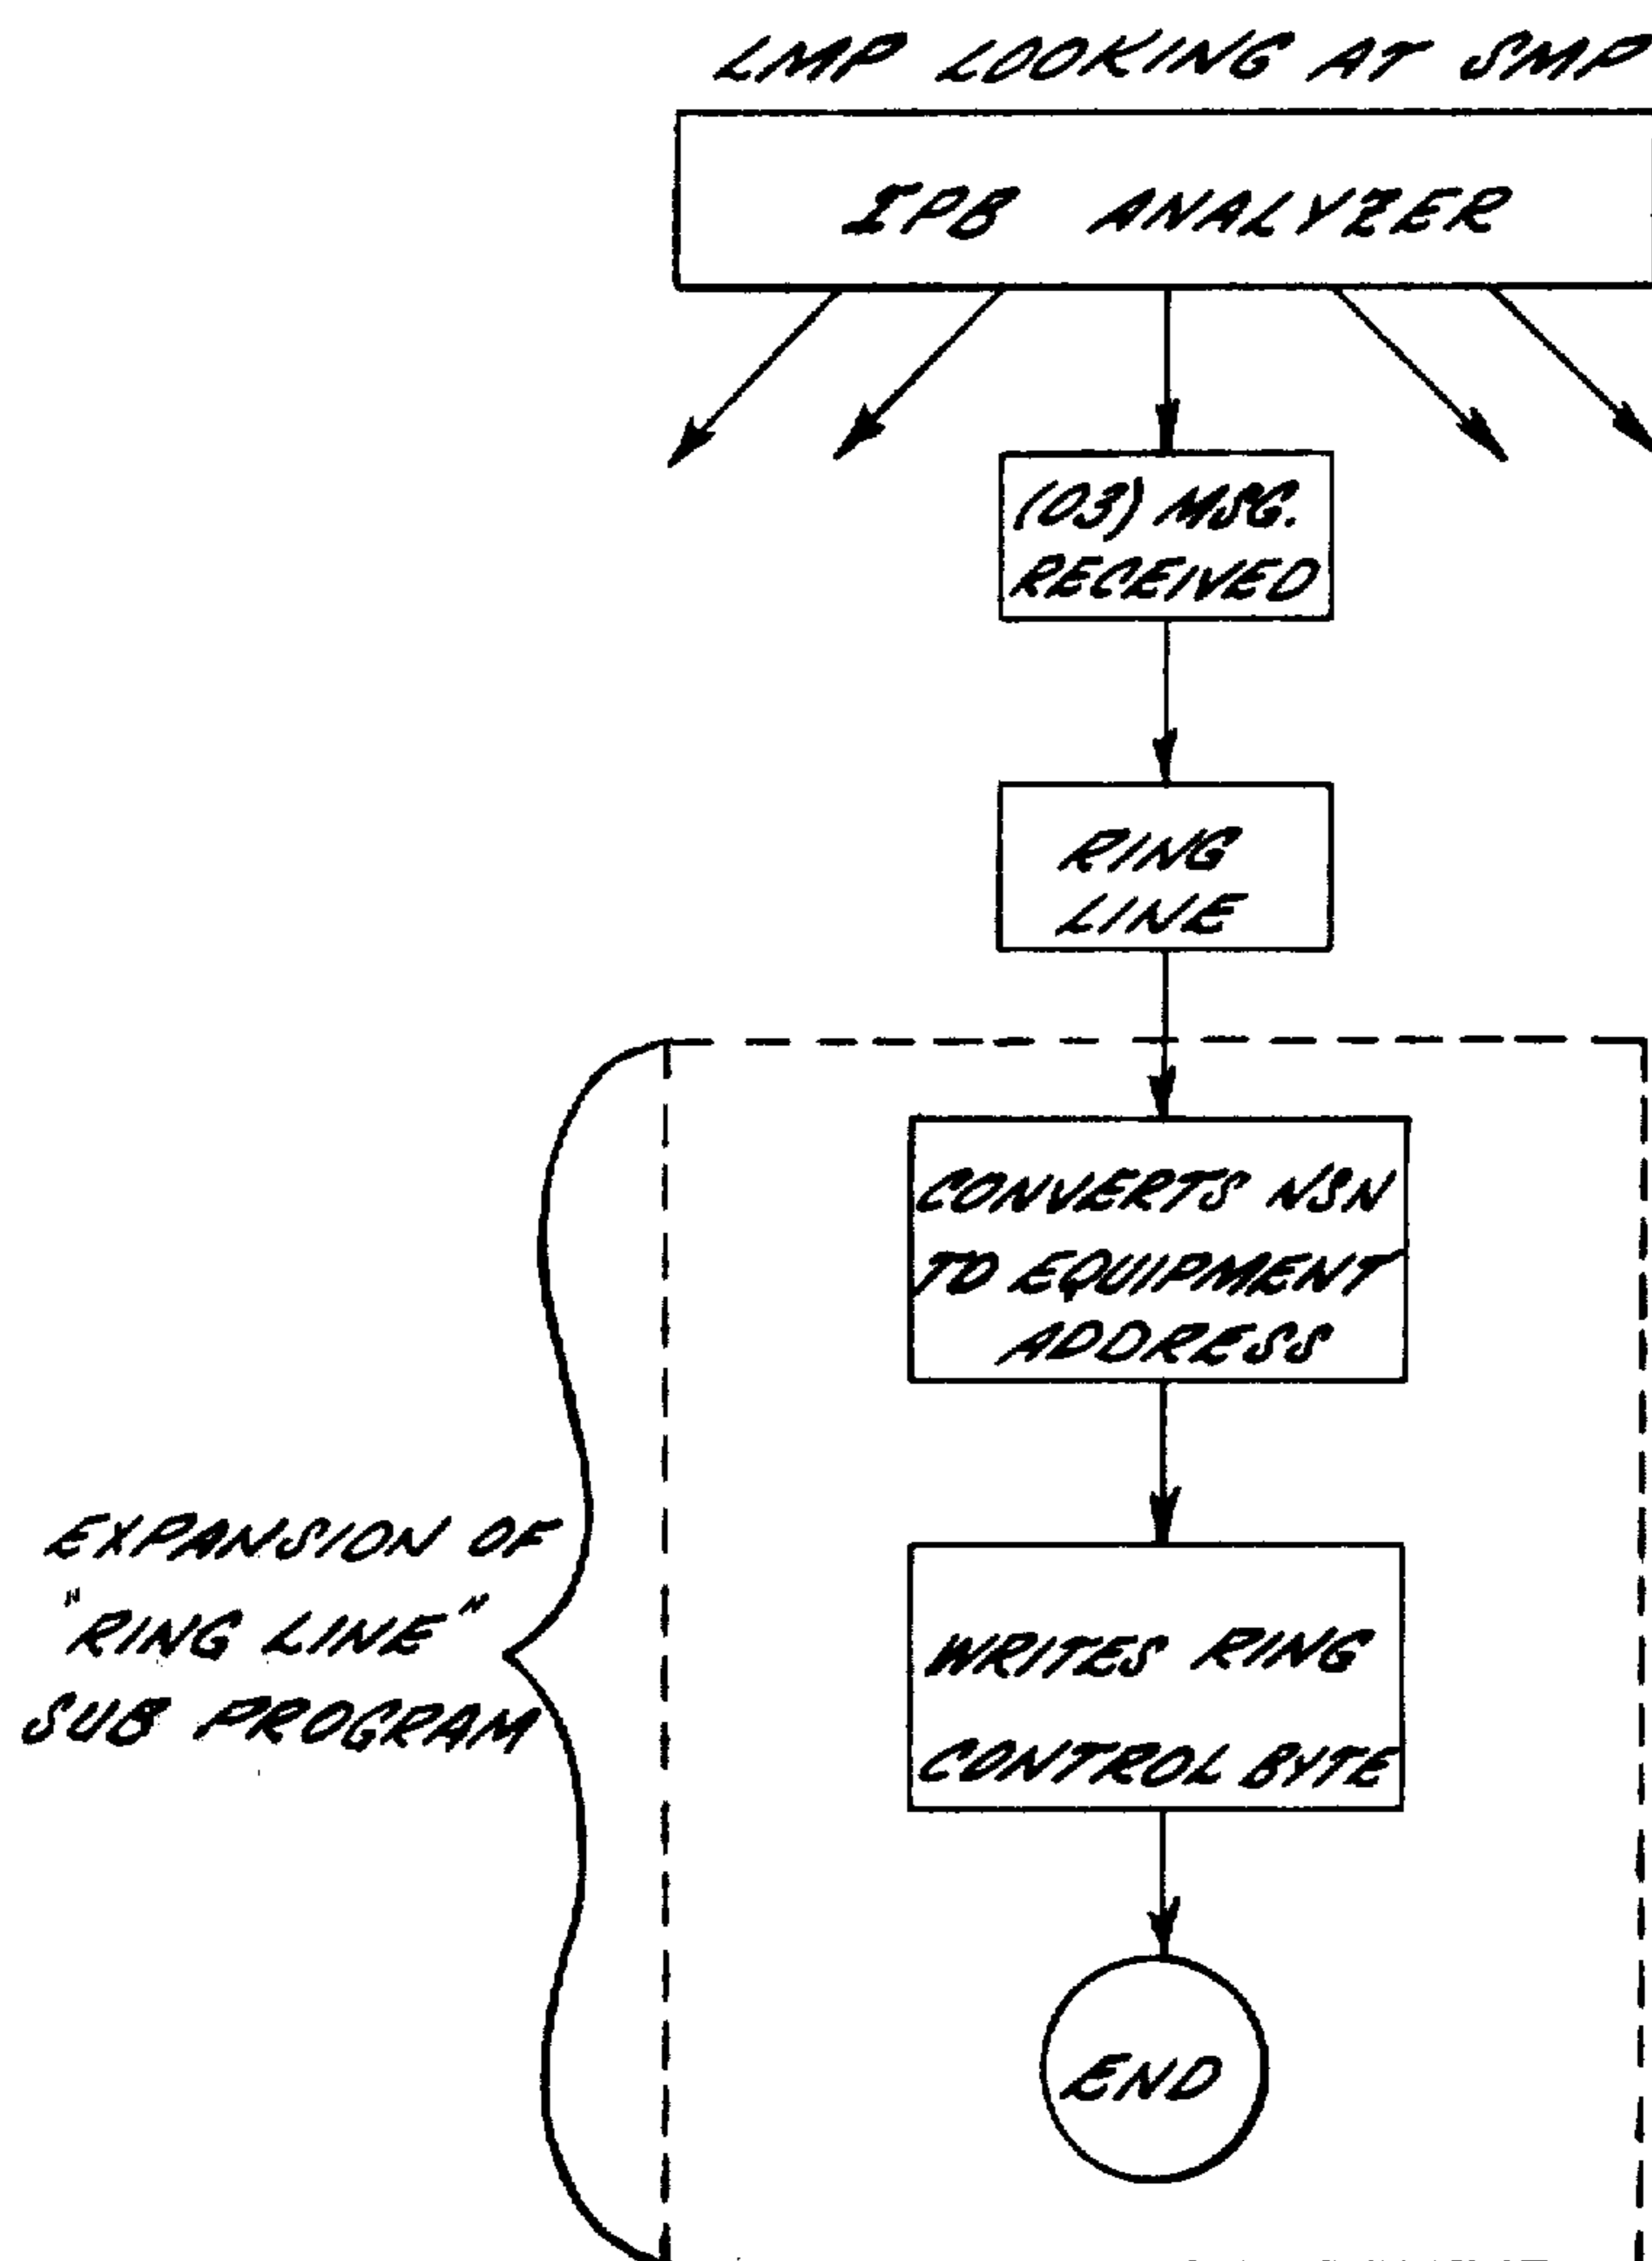 LMP LOOKING AT SMP
IPB ANALYZER
(03) MSG.
RECEIVED
RING
LINE
CONVERTS NSN
TO EQUIPMENT
ADDRESS
EXPANSION OF
"RING LINE"
SUB PROGRAM
WRITES RING
CONTROL BYTE
END